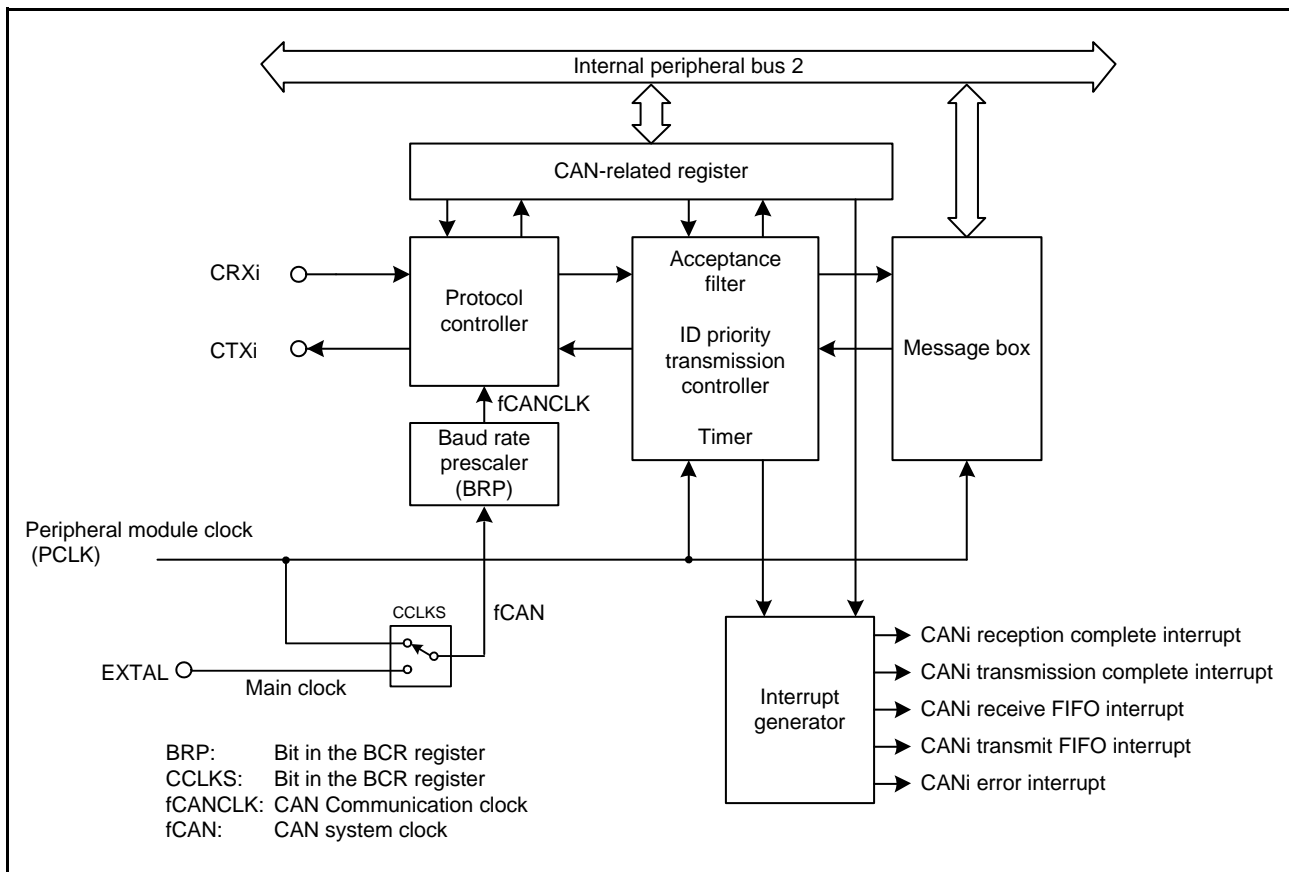 Internal peripheral bus 2
CAN-related register
CRXi
CTXi
Protocol
controller
Acceptance
filter
ID priority
transmission
controller
Timer
Message box
fCANCLK
Baud rate
prescaler
(BRP)
Peripheral module clock
(PCLK)
CCLKS
fCAN
EXTAL
Main clock
Interrupt
generator
CANi reception complete interrupt
CANi transmission complete interrupt
CANi receive FIFO interrupt
CANi transmit FIFO interrupt
CANi error interrupt
BRP: Bit in the BCR register
CCLKS: Bit in the BCR register
fCANCLK: CAN Communication clock
fCAN: CAN system clock